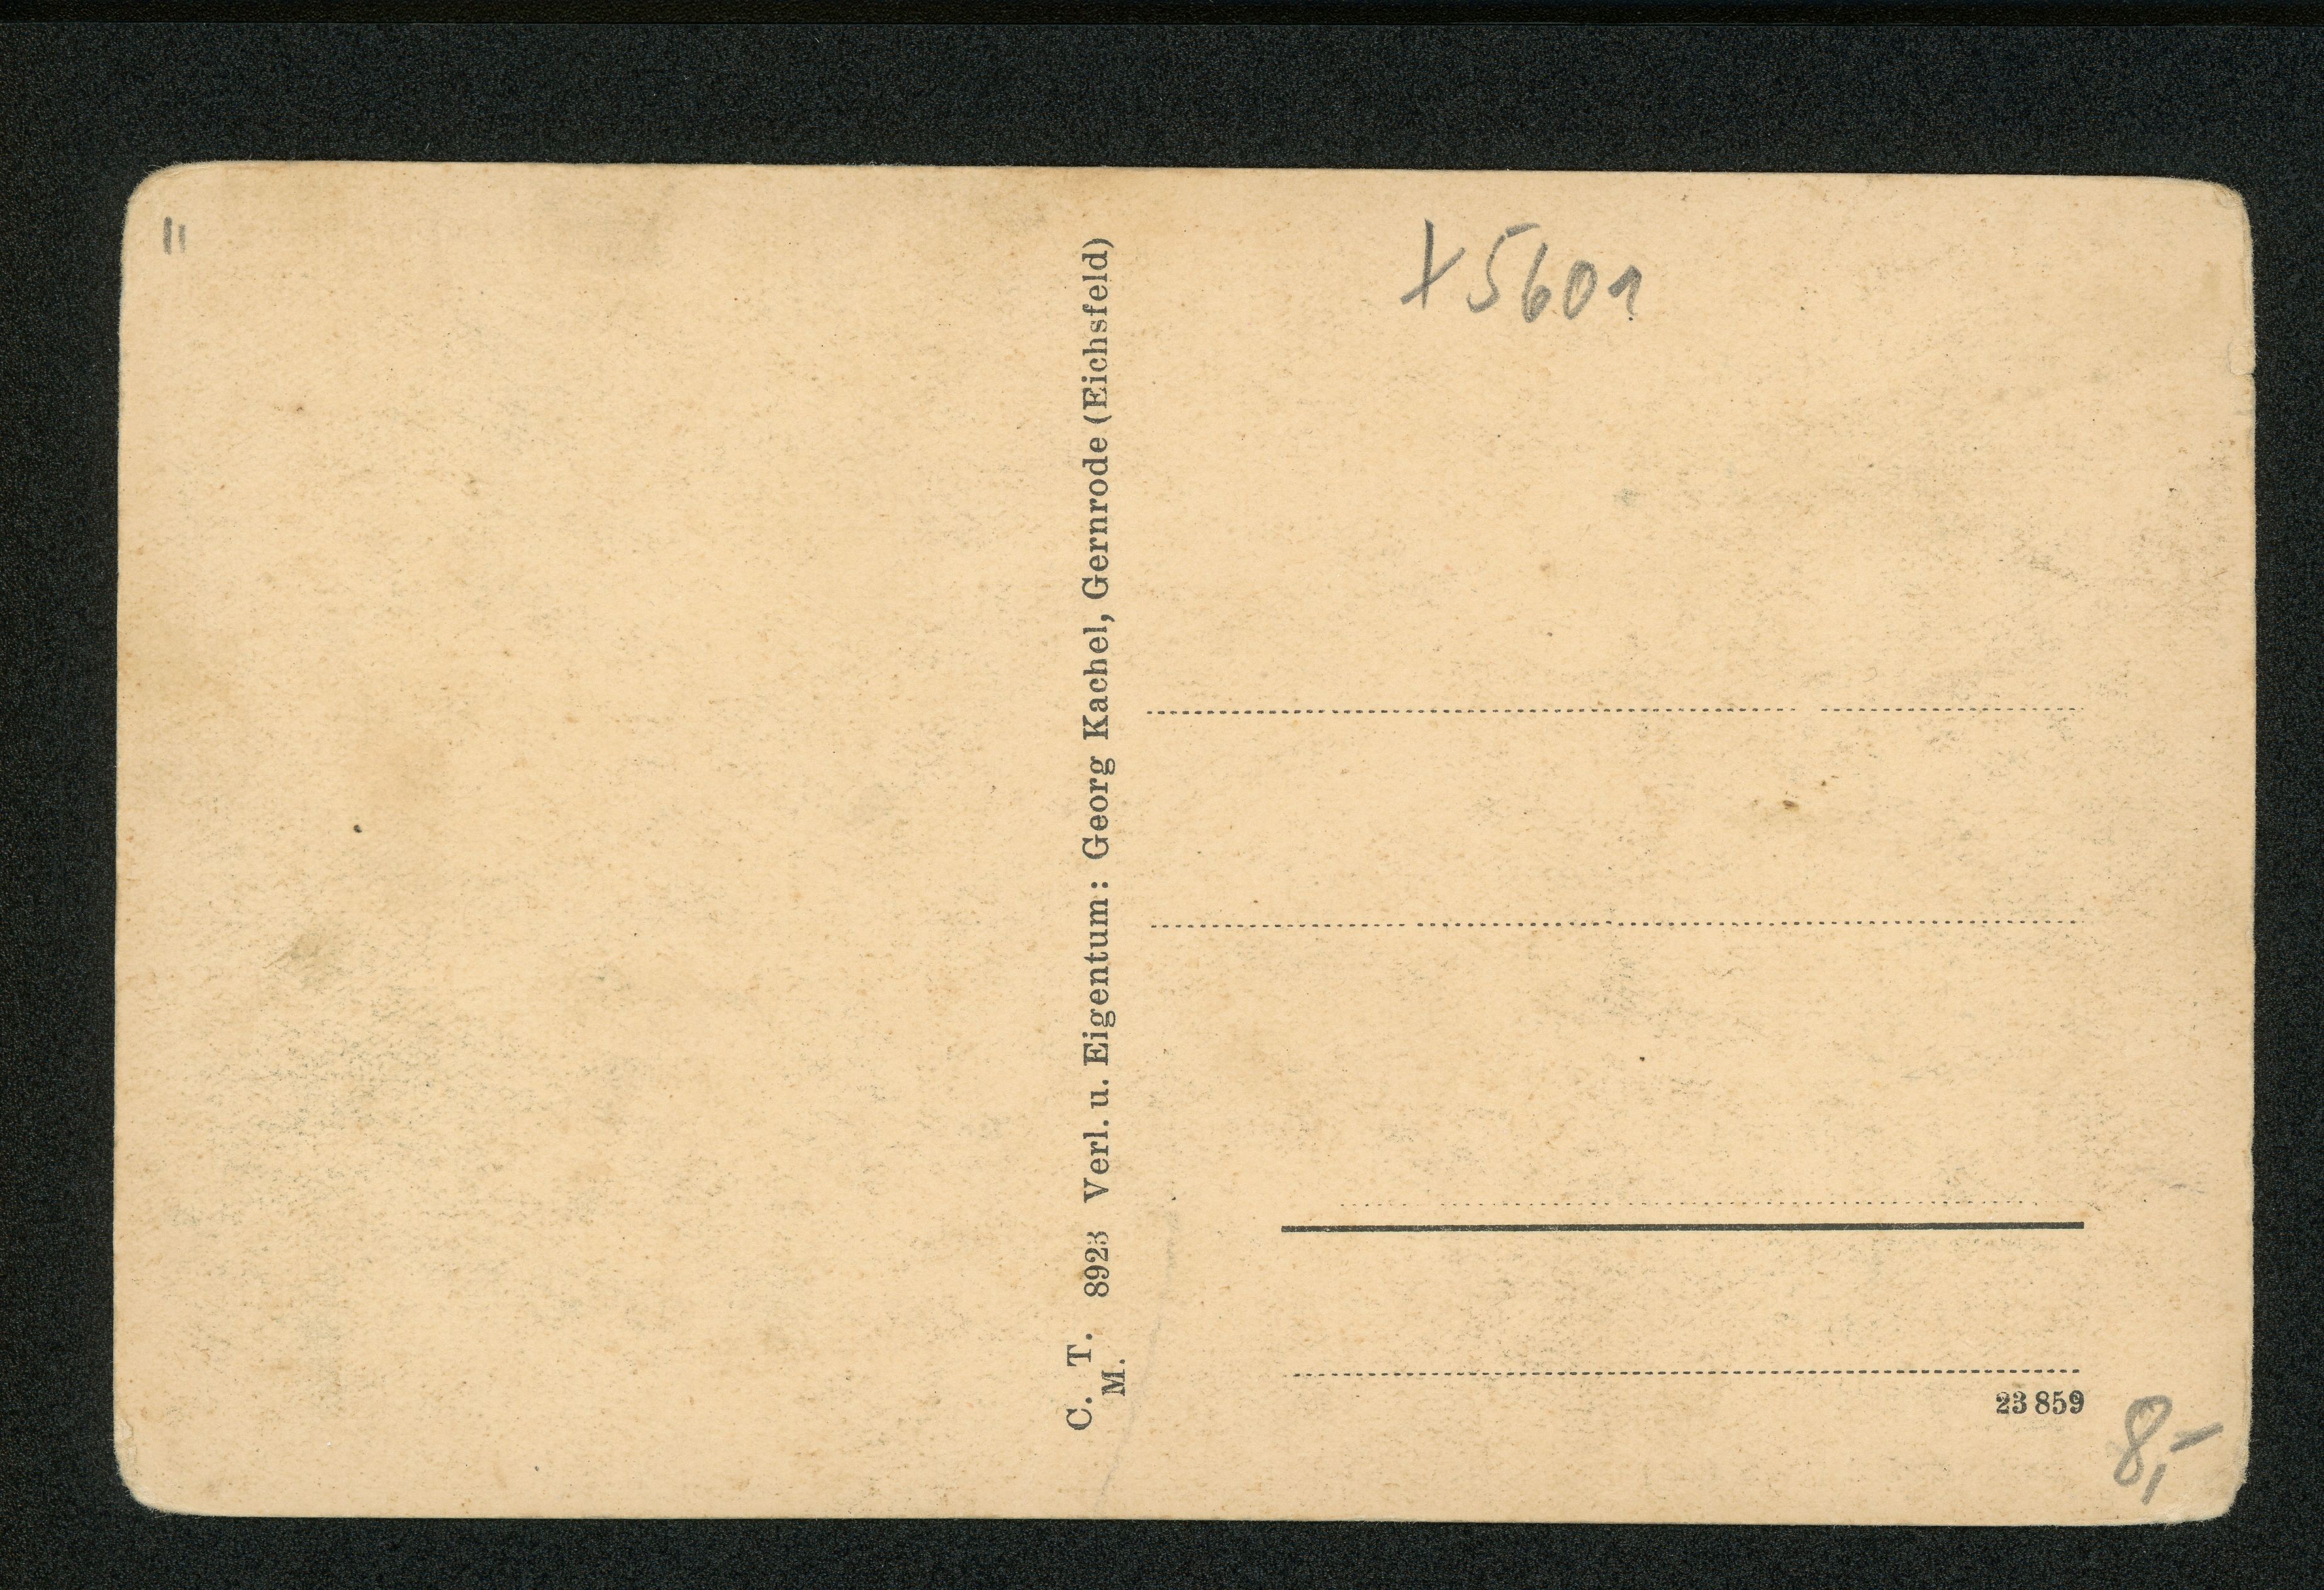 X5601
C. T. M. 8923 Verl. u. Eigentum: Georg Kachel, Gernrode (Eichsfeld)
23 859
8,-